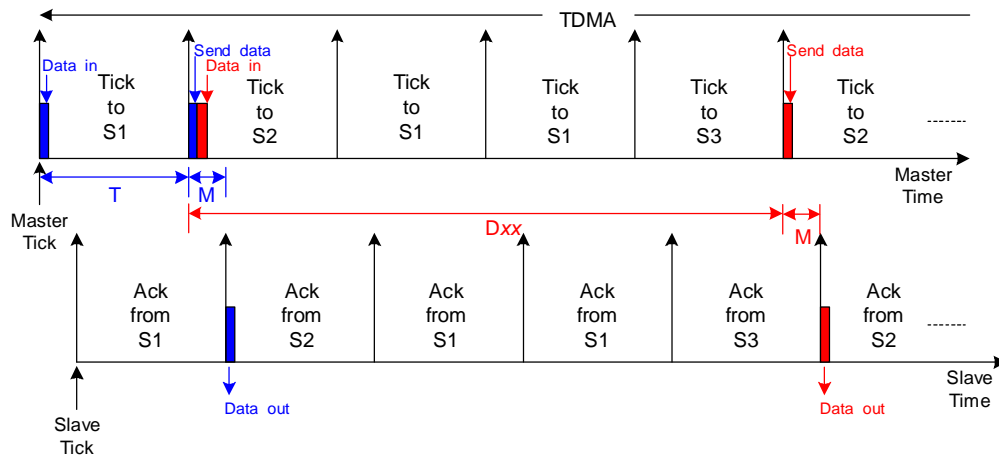 TDMA
Send data
Send data
Data in
Data in
Tick
to
S1
Tick
to
S2
Tick
to
S1
Tick
to
S1
Tick
to
S3
Tick
to
S2
T
M
Master
Time
Master
Tick
Dxx
M
Ack
from
S1
Ack
from
S2
Ack
from
S1
Ack
from
S1
Ack
from
S3
Ack
from
S2
Slave
Time
Data out
Data out
Slave
Tick